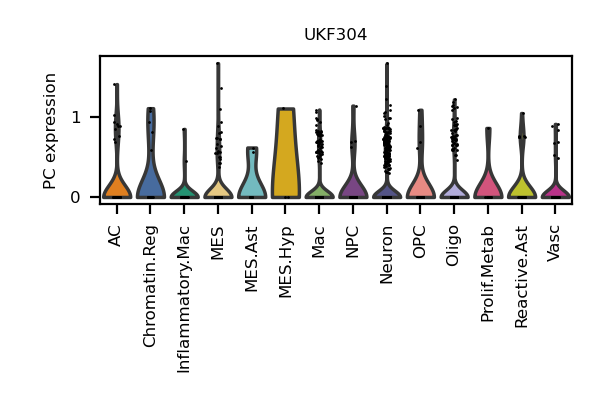 UKF304
PC expression
1
0
AC
Chromatin.Reg
Inflammatory.Mac
MES
MES.Ast
MES.Hyp
Mac
NPC
Neuron
OPC
Oligo
Prolif.Metab
Reactive.Ast
Vasc